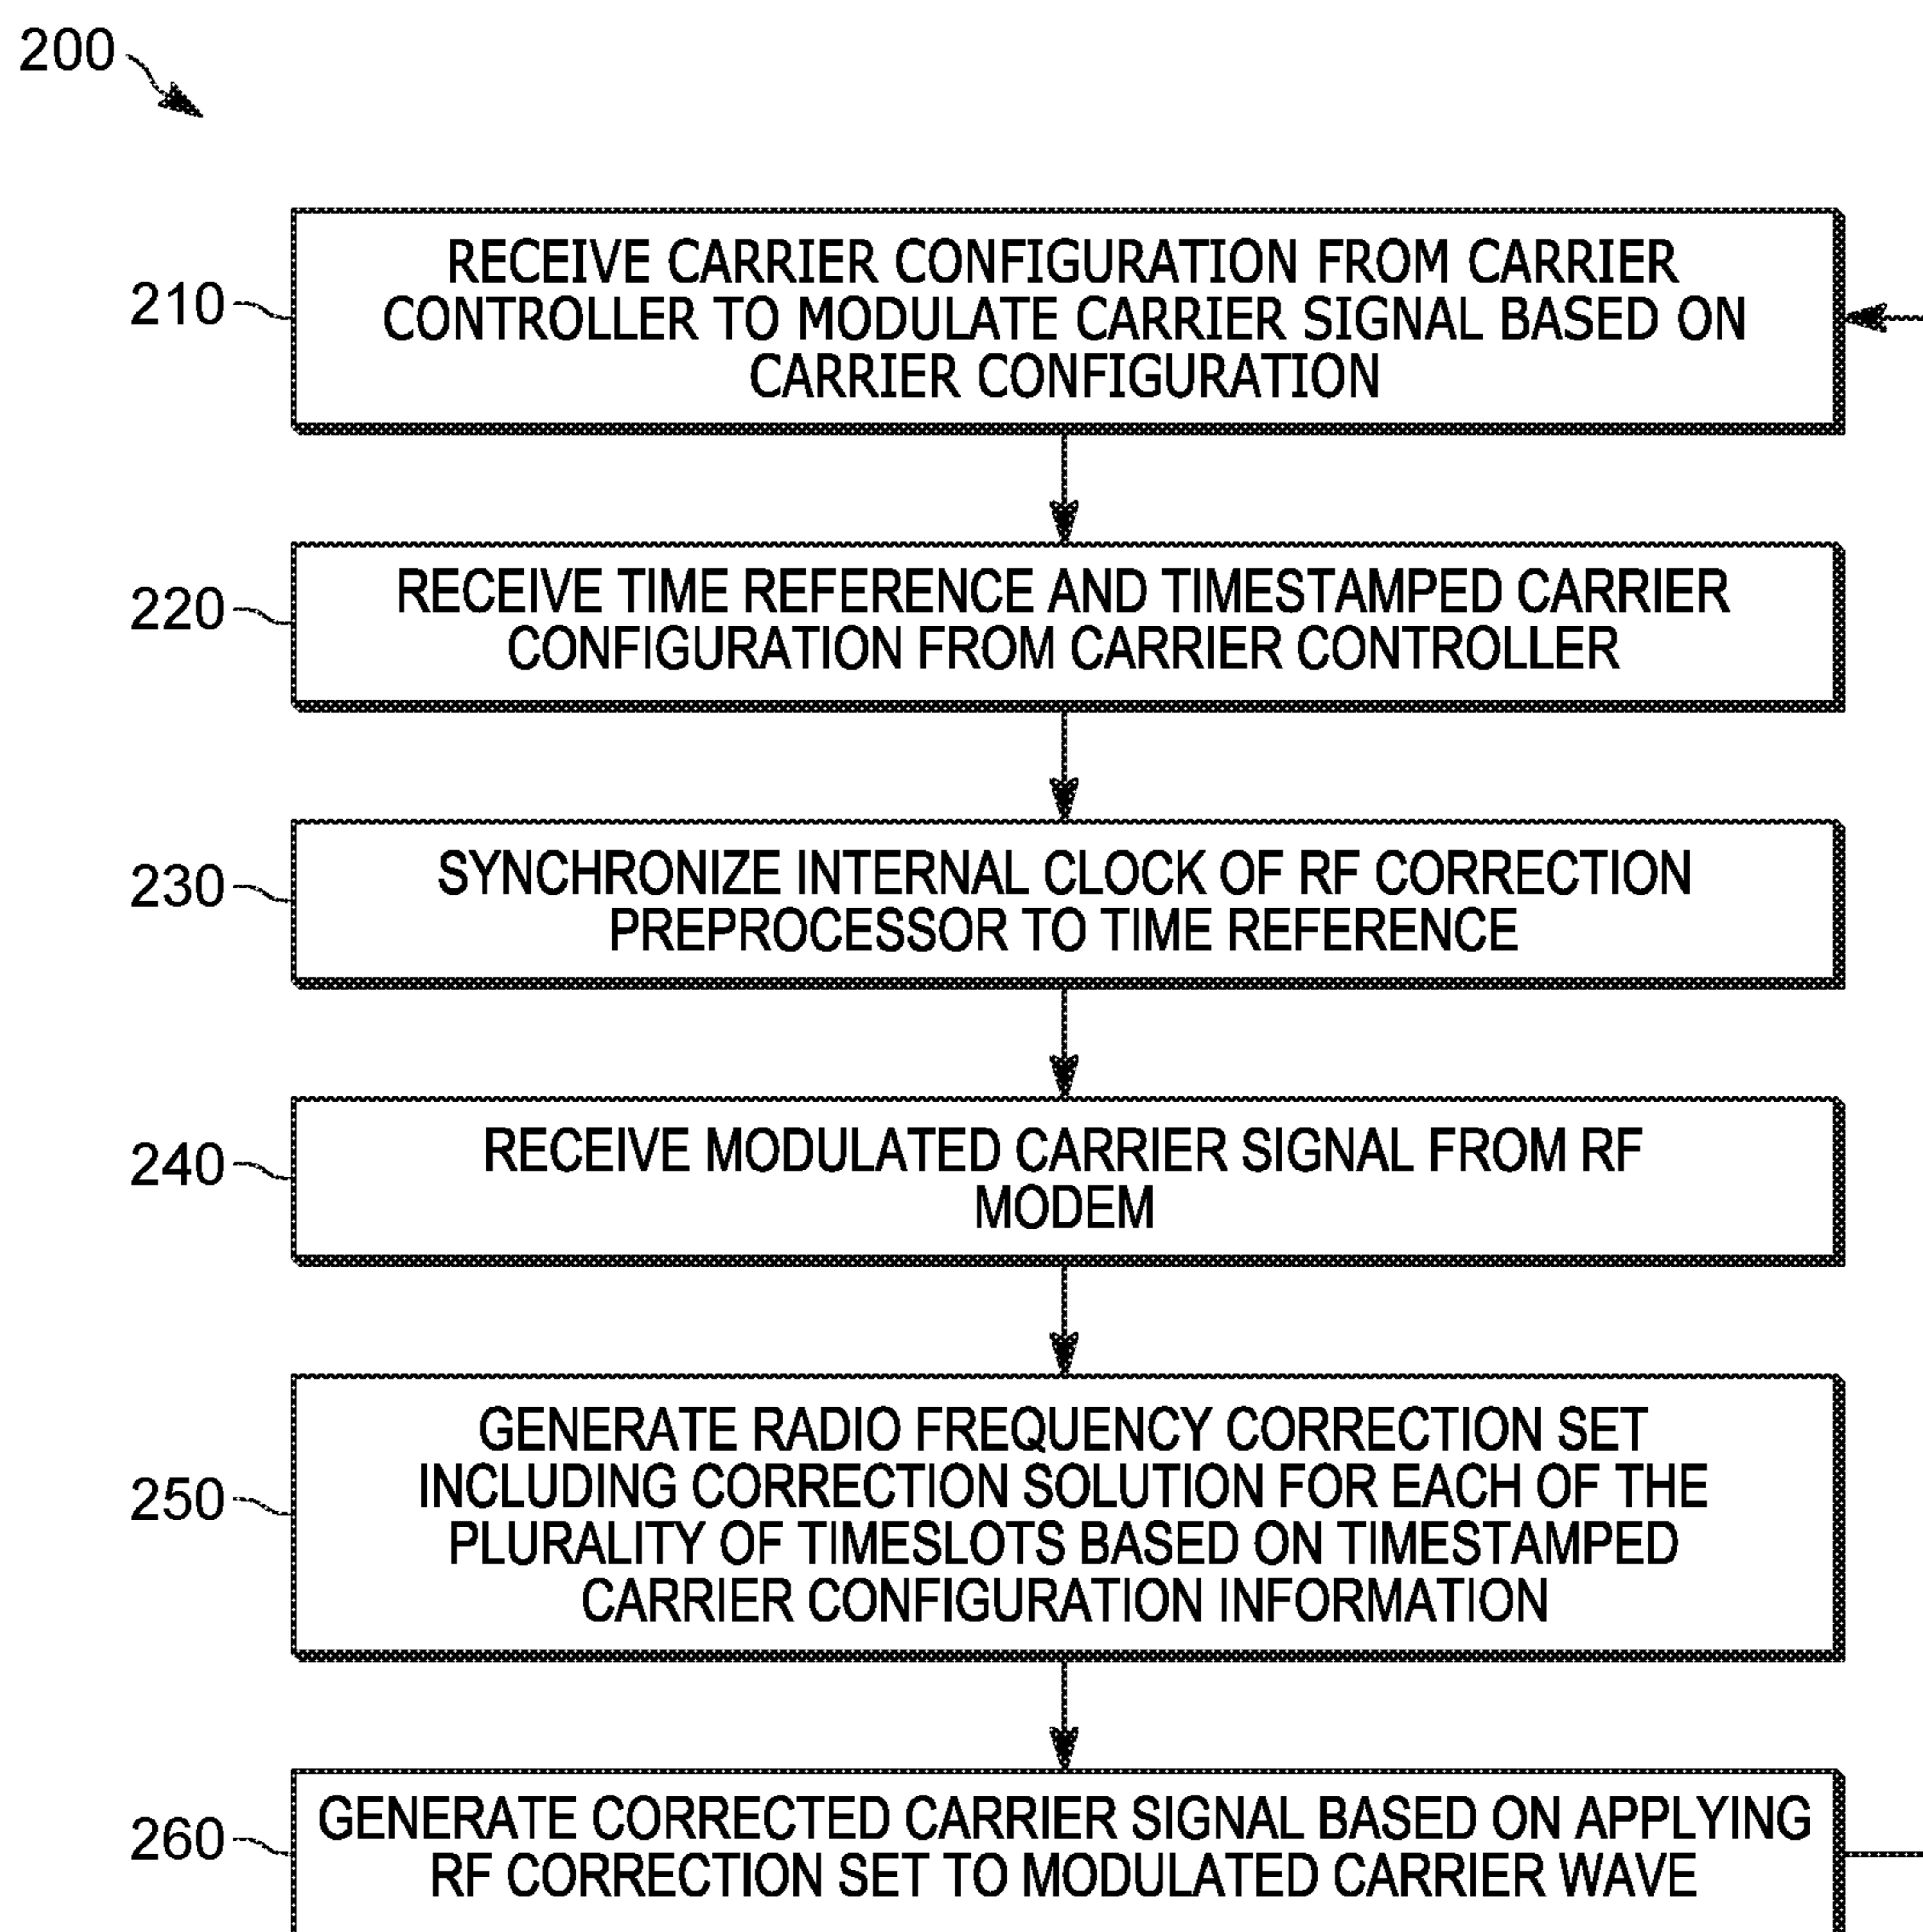 200
210
RECEIVE CARRIER CONFIGURATION FROM CARRIER
CONTROLLER TO MODULATE CARRIER SIGNAL BASED ON
CARRIER CONFIGURATION
220
RECEIVE TIME REFERENCE AND TIMESTAMPED CARRIER
CONFIGURATION FROM CARRIER CONTROLLER
230
SYNCHRONIZE INTERNAL CLOCK OF RF CORRECTION
PREPROCESSOR TO TIME REFERENCE
240
RECEIVE MODULATED CARRIER SIGNAL FROM RF
MODEM
250
GENERATE RADIO FREQUENCY CORRECTION SET
INCLUDING CORRECTION SOLUTION FOR EACH OF THE
PLURALITY OF TIMESLOTS BASED ON TIMESTAMPED
CARRIER CONFIGURATION INFORMATION
260
GENERATE CORRECTED CARRIER SIGNAL BASED ON APPLYING
RF CORRECTION SET TO MODULATED CARRIER WAVE